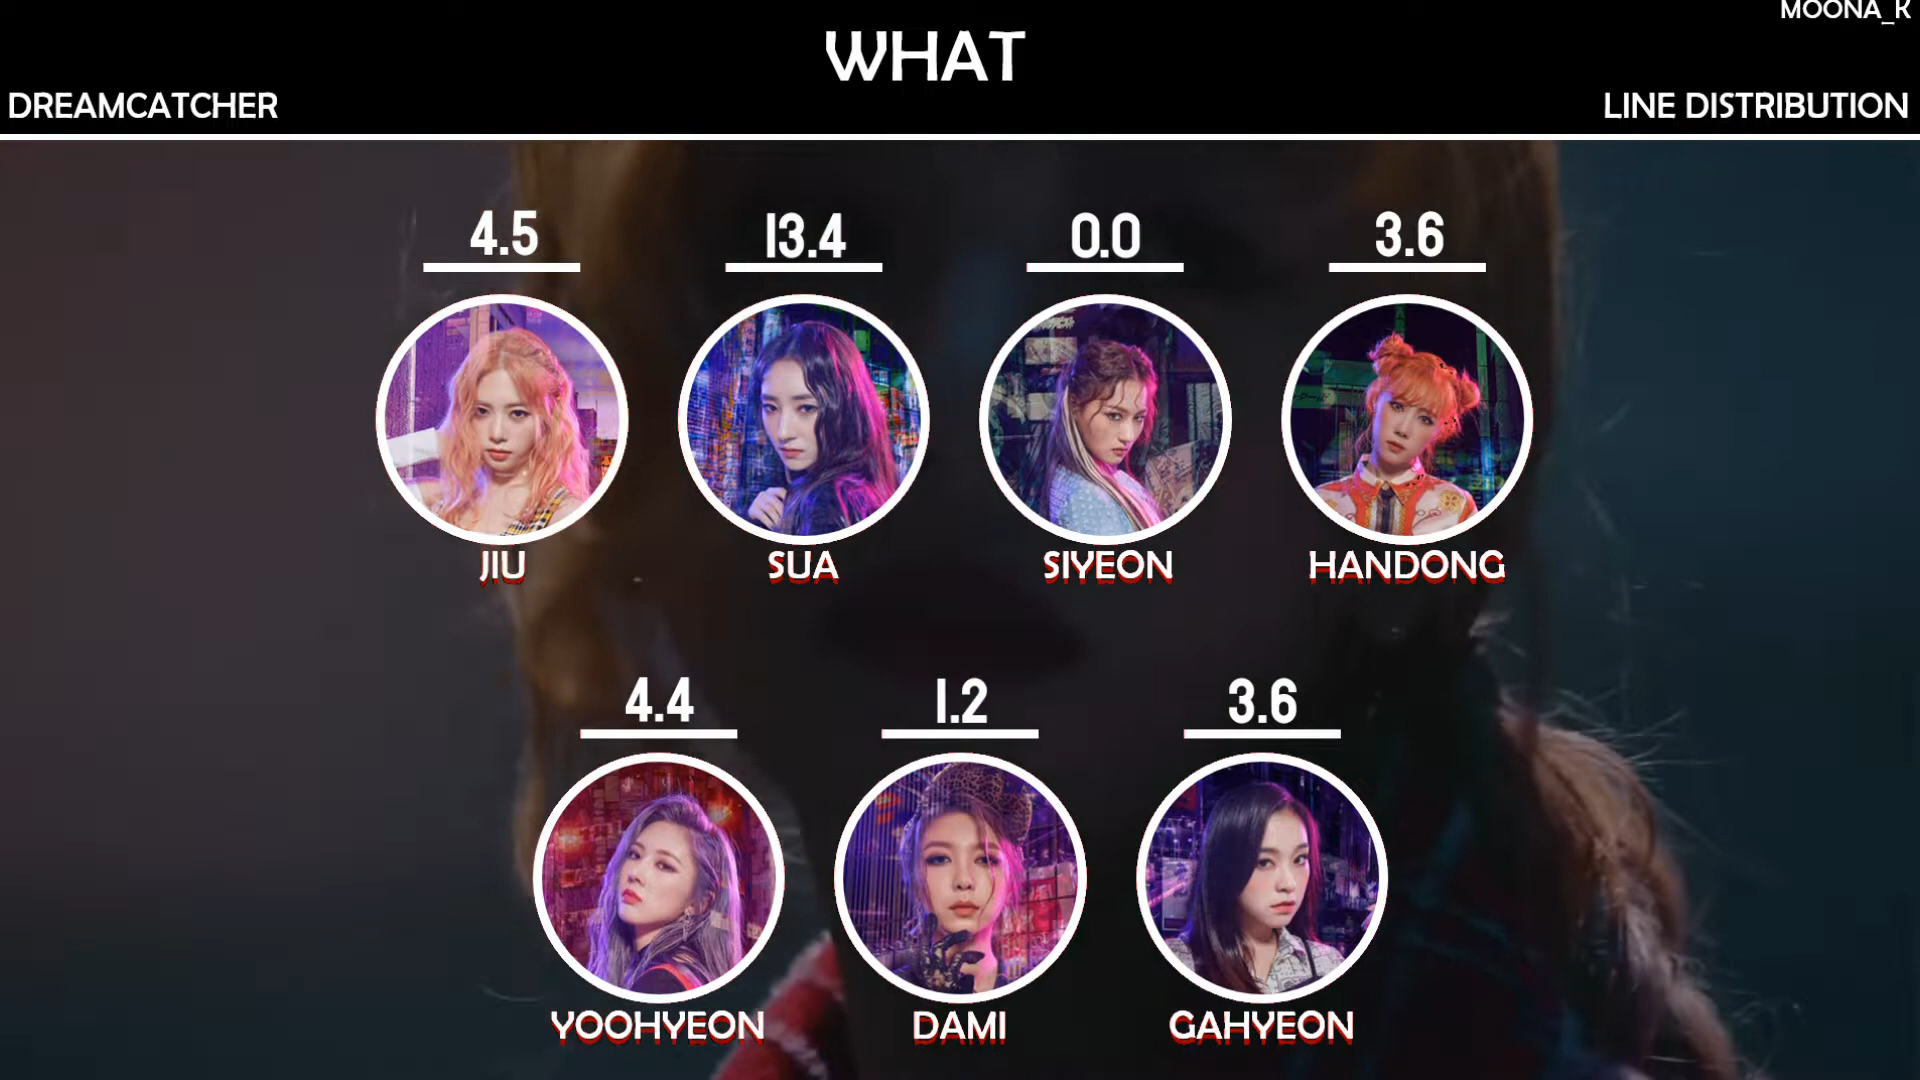 MOONA_K
WHAT
DREAMCATCHER
LINE DISTRIBUTION
4.5
13.4
0.0
3.6
JIU
SUA
SIYEON
HANDONG
4.4
1.2
3.6
YOOHYEON
DAMI
GAHYEON